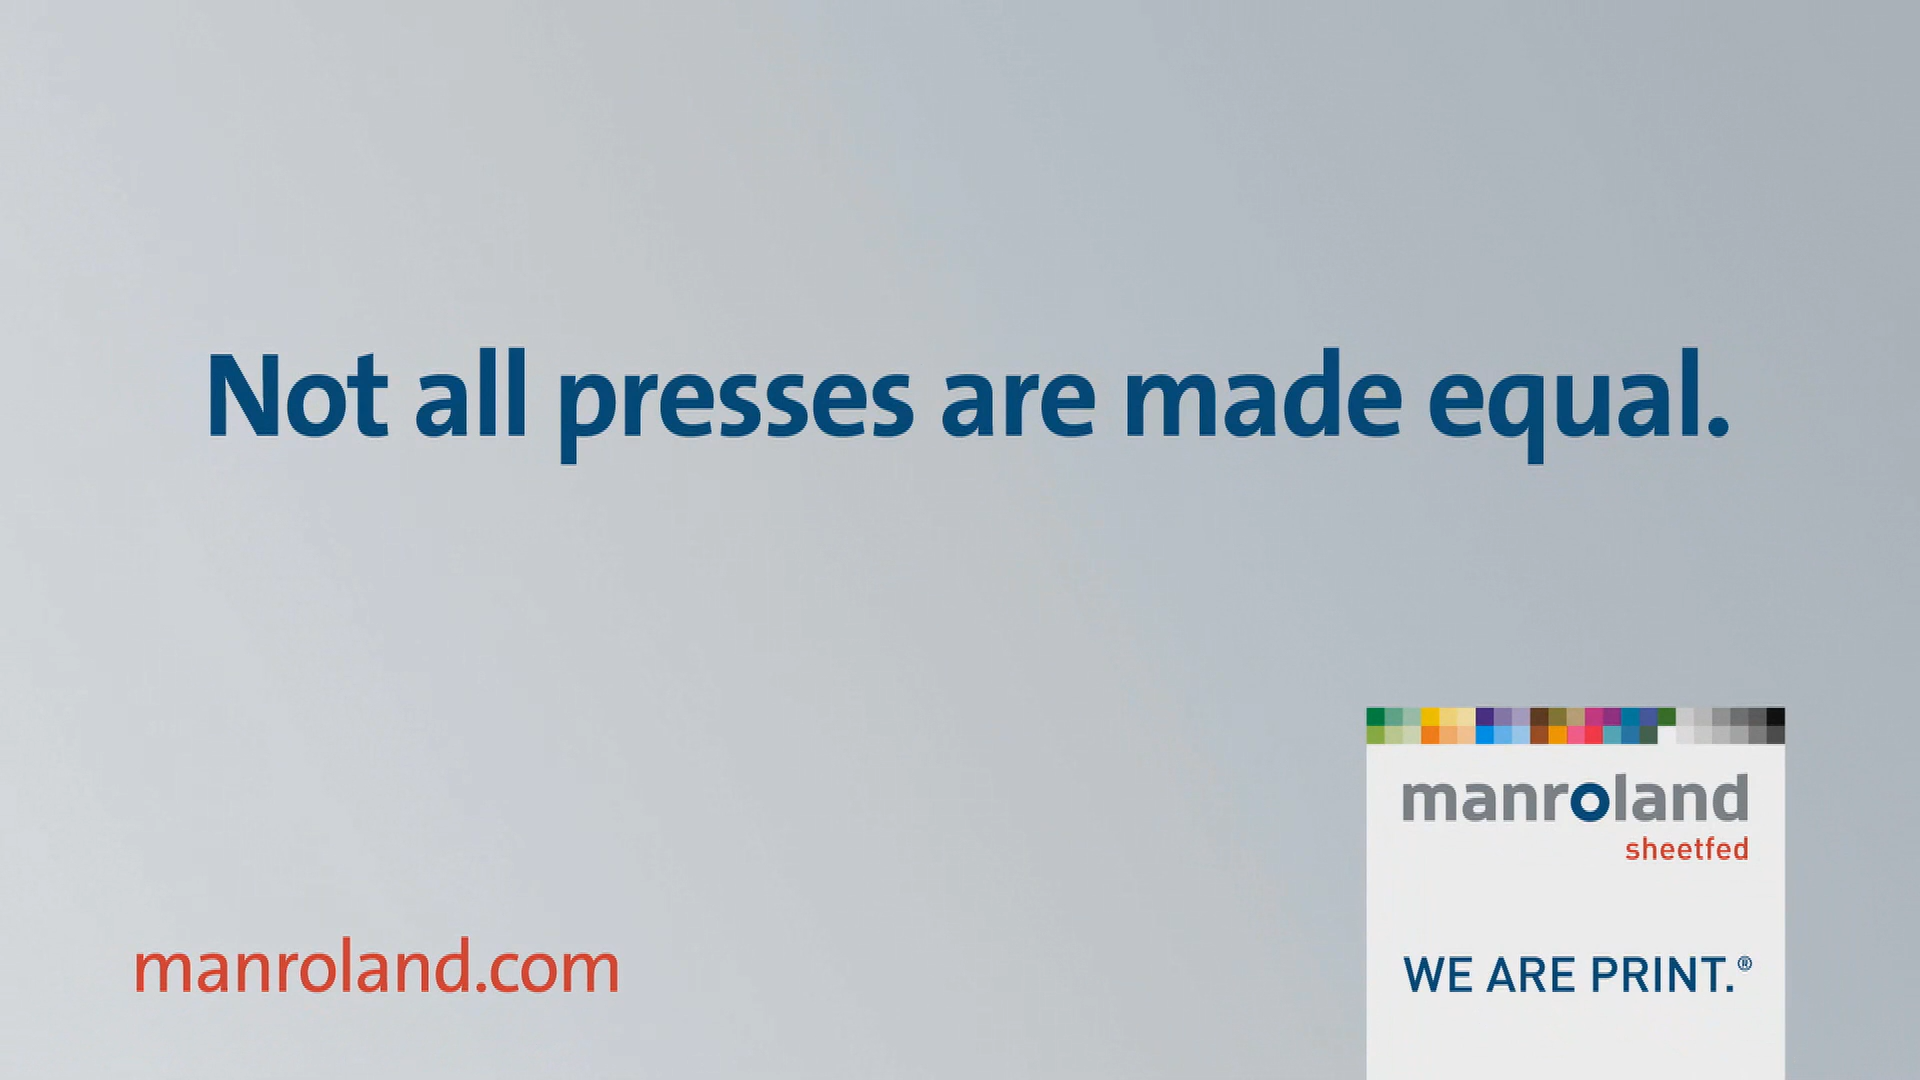 Not all presses are made equal.
manroland
sheetfed
manroland.com
WE ARE PRINT.®